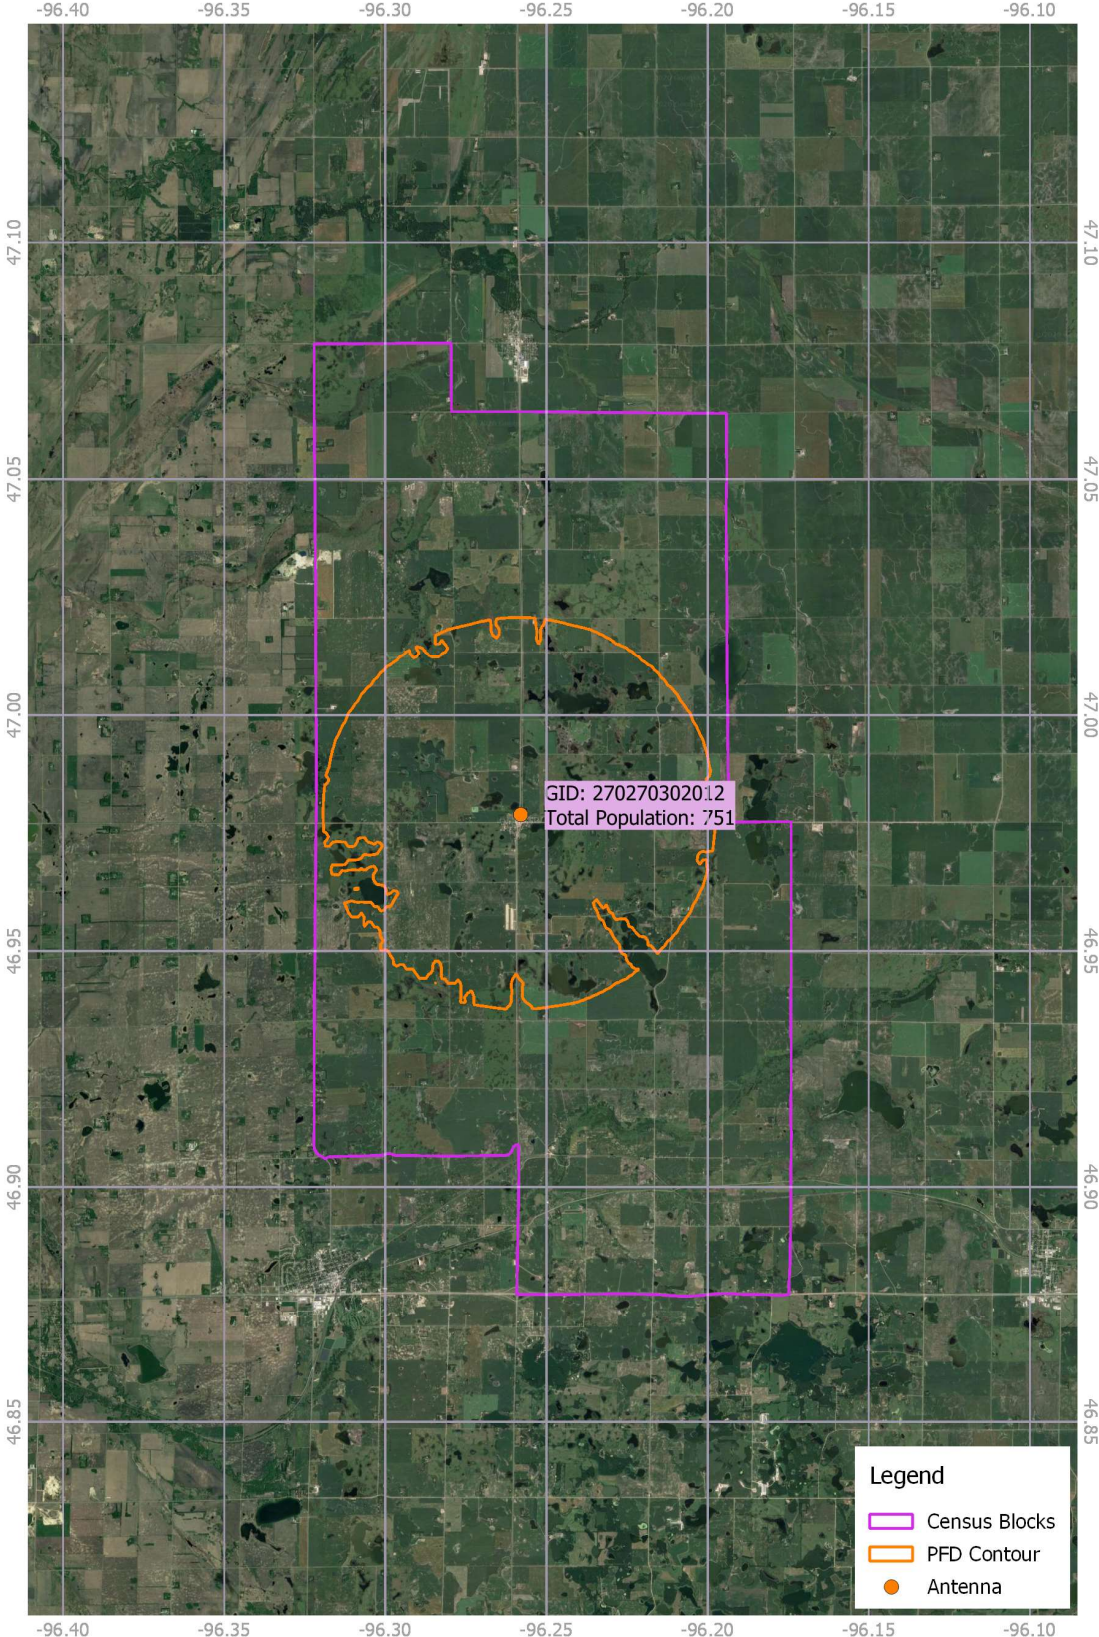 -96.40 -96.35 -96.30 -96.25 -96.20 -96.15 -96.10
47.10 47.10
47.05 47.05
47.00 47.00
GID: 270270302012
Total Population: 751
46.95 46.95
46.90 46.90
46.85 46.85
Legend
Census Blocks
PFD Contour
Antenna
-96.40 -96.35 -96.30 -96.25 -96.20 -96.15 -96.10